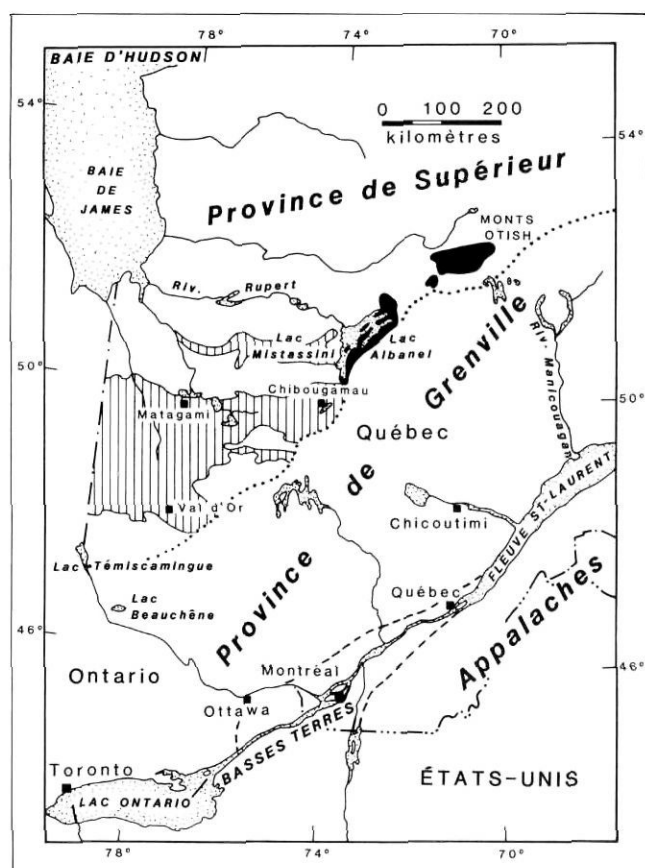 78°
74°
70°
BAIE D'HUDSON
54°
54°
0 100 200
kilomètres
BAIE
DE
JAMES
Province de Supérieur
MONTS
OTISH
Riv. Rupert
Lac
Mistassini
Lac
Albanel
50°
50°
Chibougamau
Matagami
Grenville
Riv. Manicouagan
Québec
de
Val d'Or
Chicoutimi
FLEUVE ST-LAURENT
Lac Témiscamingue
Lac
Beauchêne
Québec
Province
Appalaches
46°
46°
Ontario
Montréal
Ottawa
BASSES TERRES
Toronto
LAC ONTARIO
ÉTATS-UNIS
78°
74°
70°